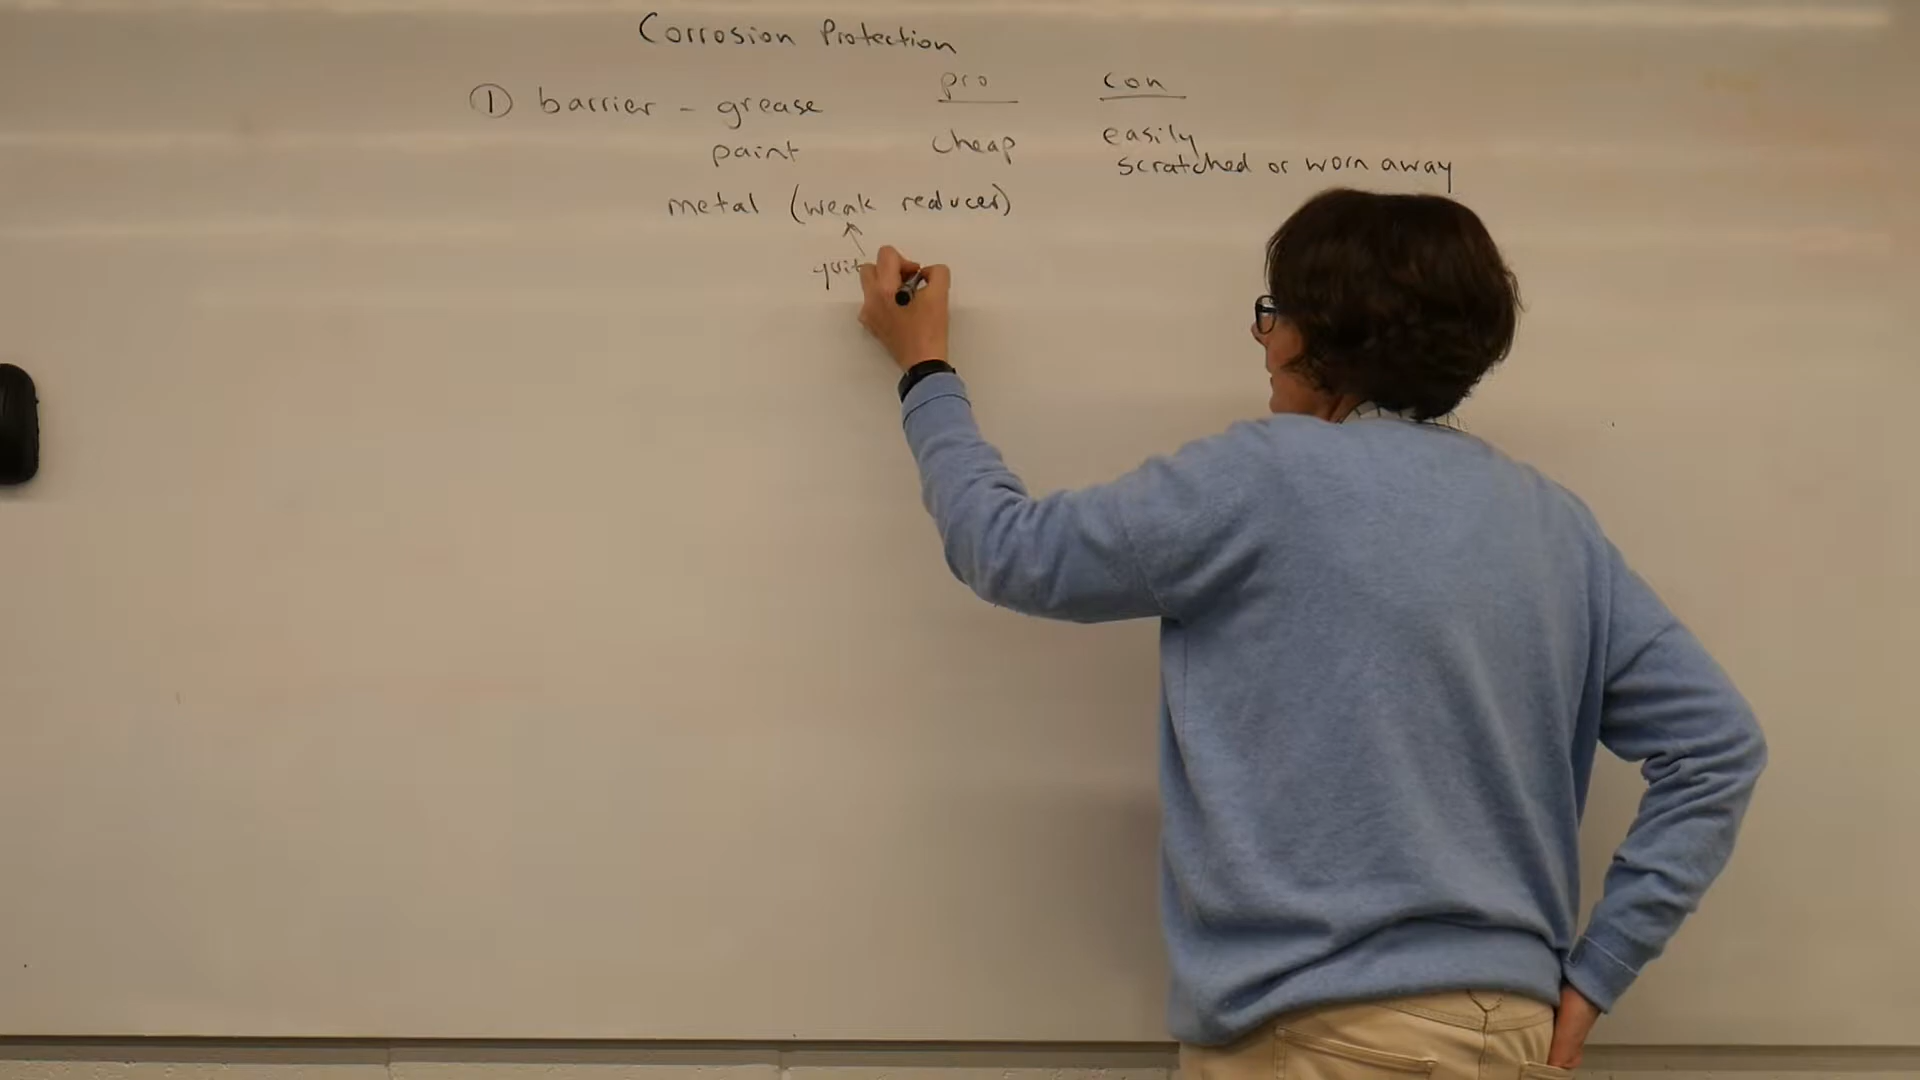 Corrosion Protection
pro con
① barrier - grease
paint cheap easily
scratched or worn away
metal (weak reducer)